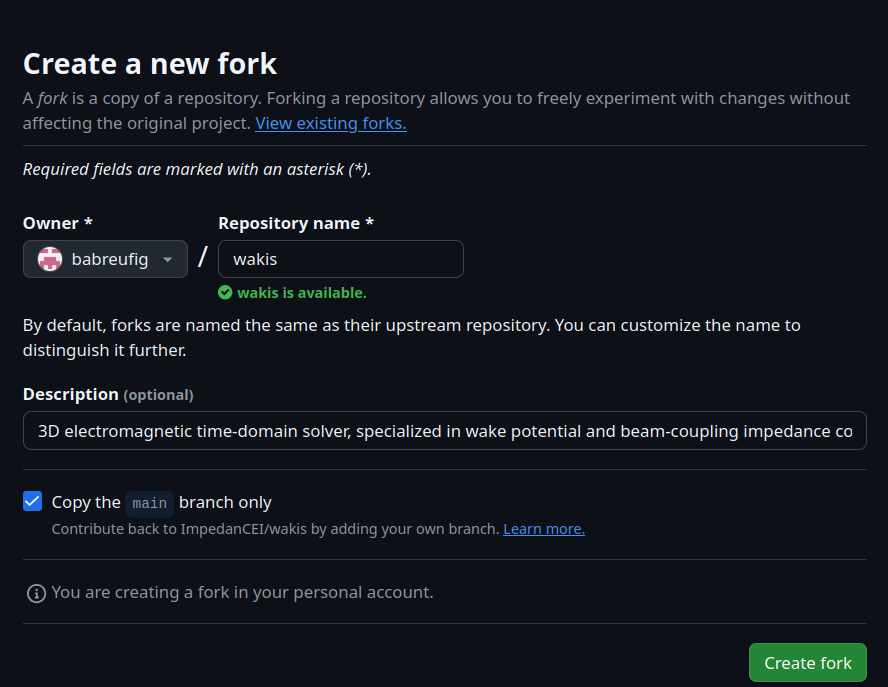 Create a new fork
A fork is a copy of a repository. Forking a repository allows you to freely experiment with changes without
affecting the original project. View existing forks.
Required fields are marked with an asterisk (*).
Owner * Repository name *
babreufig / wakis
wakis is available.
By default, forks are named the same as their upstream repository. You can customize the name to
distinguish it further.
Description (optional)
3D electromagnetic time-domain solver, specialized in wake potential and beam-coupling impedance co
Copy the main branch only
Contribute back to ImpedanCEI/wakis by adding your own branch. Learn more.
You are creating a fork in your personal account.
Create fork